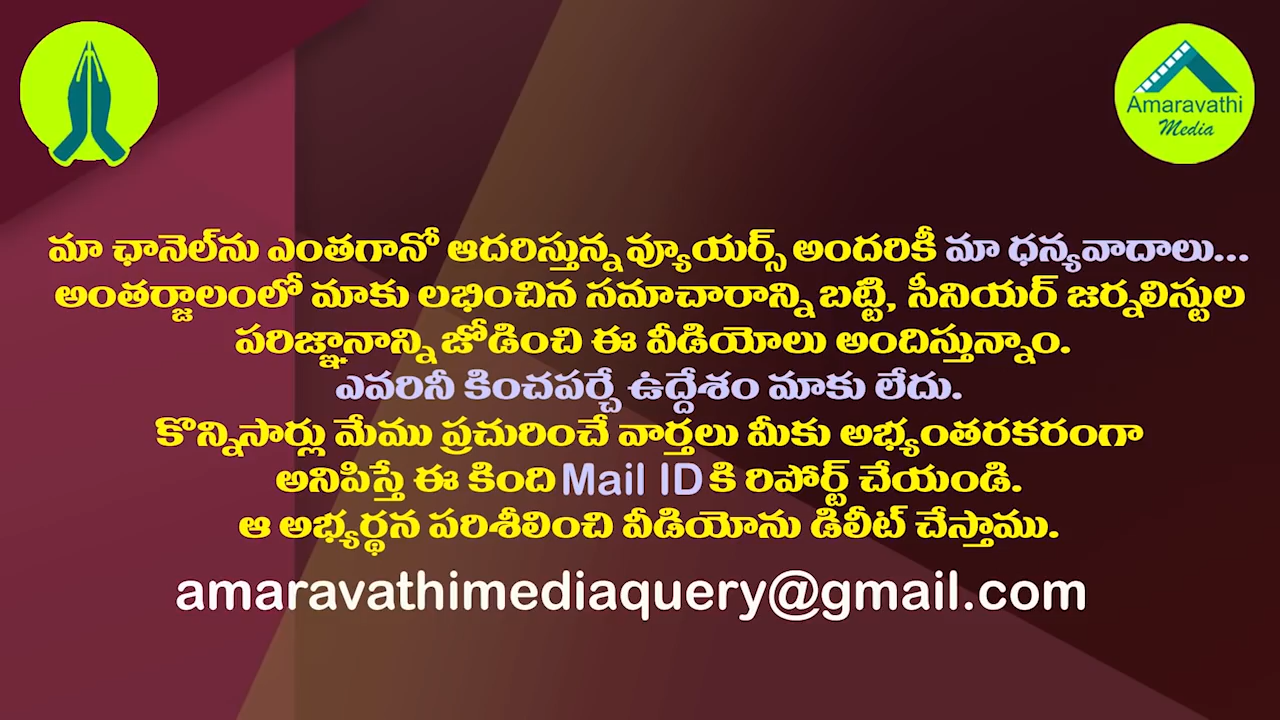 Amaravathi
Media
మా ఛానెల్‌ను ఎంతగానో ఆదరిస్తున్న వ్యూయర్స్ అందరికీ మా ధన్యవాదాలు...
అంతర్జాలంలో మాకు లభించిన సమాచారాన్ని బట్టి, సీనియర్ జర్నలిస్టుల
పరిజ్ఞానాన్ని జోడించి ఈ వీడియోలు అందిస్తున్నాం.
ఎవరినీ కించపర్చే ఉద్దేశం మాకు లేదు.
కొన్నిసార్లు మేము ప్రచురించే వార్తలు మీకు అభ్యంతరకరంగా
అనిపిస్తే ఈ కింది Mail ID కి రిపోర్ట్ చేయండి.
ఆ అభ్యర్థన పరిశీలించి వీడియోను డిలీట్ చేస్తాము.
amaravathimediaquery@gmail.com